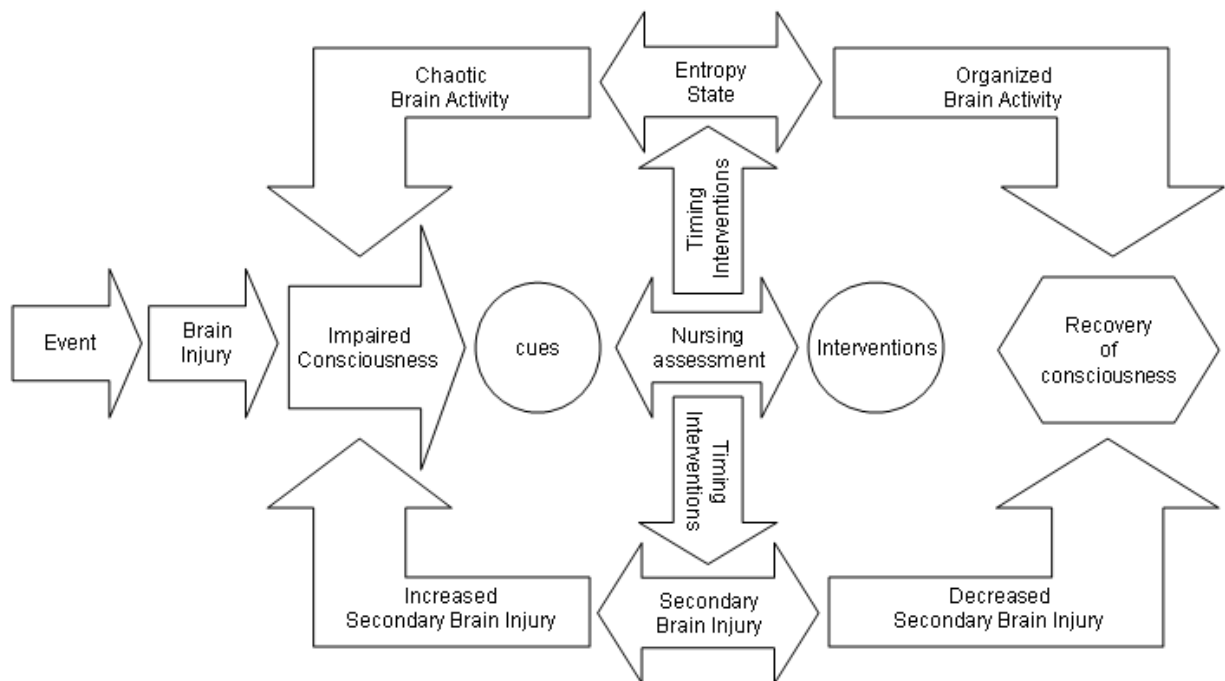 Chaotic
Brain Activity
Entropy
State
Organized
Brain Activity
Timing
Interventions
Event
Brain
Injury
Impaired
Consciousness
cues
Nursing
assessment
Interventions
Recovery
of
consciousness
Timing
Interventions
Increased
Secondary Brain Injury
Secondary
Brain Injury
Decreased
Secondary Brain Injury